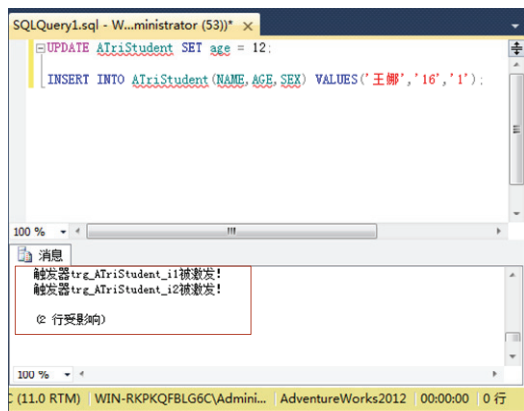 SQLQuery1.sql - W...ministrator (53))*
UPDATE ATriStudent SET age = 12;
INSERT INTO ATriStudent(NAME,AGE,SEX) VALUES('王娜','16','1');
100 %
消息
触发器trg_ATriStudent_i1被激发！
触发器trg_ATriStudent_i2被激发！
(2 行受影响)
100 %
C (11.0 RTM) WIN-RKPKQFBLG6C\Admini... AdventureWorks2012 00:00:00 0 行